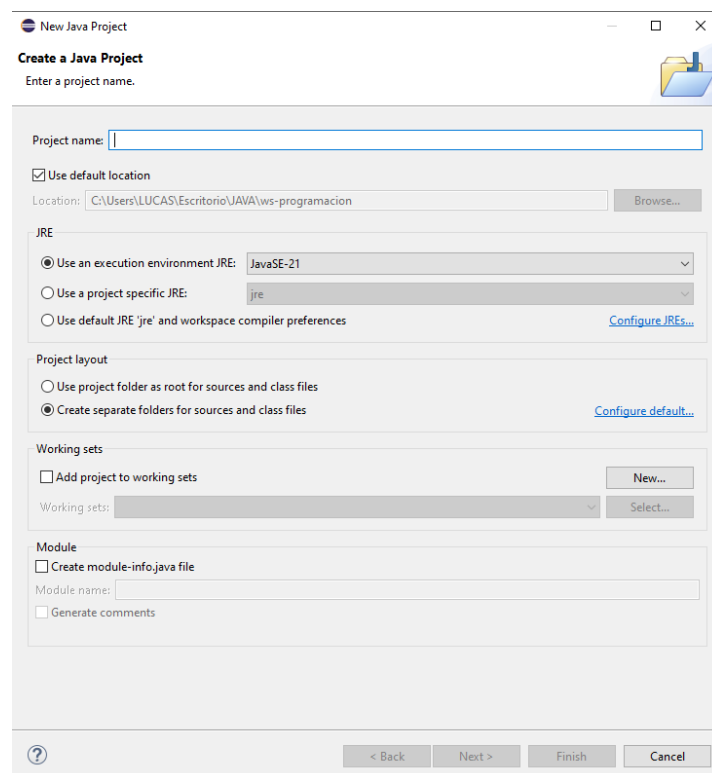 New Java Project
Create a Java Project
Enter a project name.
Project name:
Use default location
Location: C:\Users\LUCAS\Escritorio\JAVA\ws-programacion Browse...
JRE
Use an execution environment JRE: JavaSE-21
Use a project specific JRE: jre
Use default JRE 'jre' and workspace compiler preferences Configure JREs...
Project layout
Use project folder as root for sources and class files
Create separate folders for sources and class files Configure default...
Working sets
Add project to working sets New...
Working sets: Select...
Module
Create module-info.java file
Module name:
Generate comments
? < Back Next > Finish Cancel